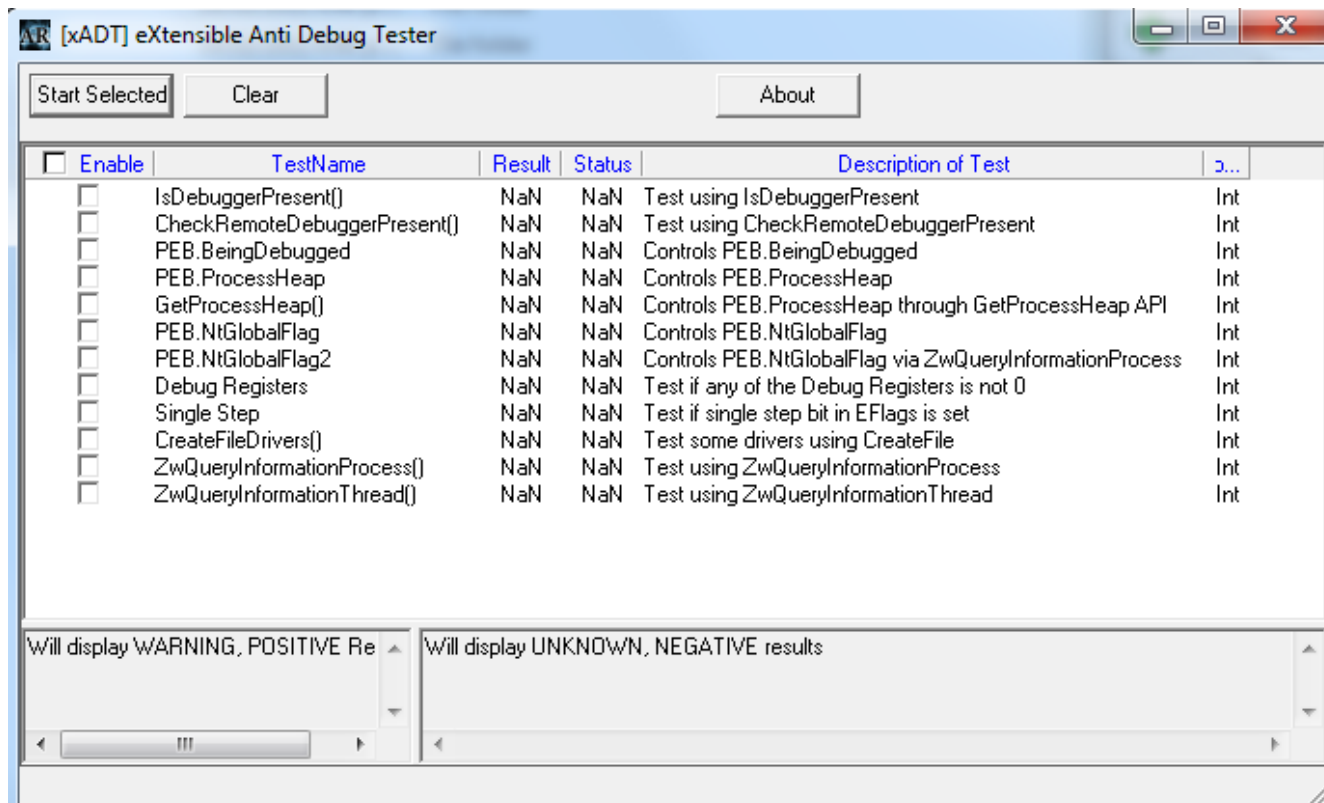 AR [xADT] eXtensible Anti Debug Tester
Start Selected Clear About
Enable TestName Result Status Description of Test
IsDebuggerPresent() NaN NaN Test using IsDebuggerPresent Int
CheckRemoteDebuggerPresent() NaN NaN Test using CheckRemoteDebuggerPresent Int
PEB.BeingDebugged NaN NaN Controls PEB.BeingDebugged Int
PEB.ProcessHeap NaN NaN Controls PEB.ProcessHeap Int
GetProcessHeap() NaN NaN Controls PEB.ProcessHeap through GetProcessHeap API Int
PEB.NtGlobalFlag NaN NaN Controls PEB.NtGlobalFlag Int
PEB.NtGlobalFlag2 NaN NaN Controls PEB.NtGlobalFlag via ZwQueryInformationProcess Int
Debug Registers NaN NaN Test if any of the Debug Registers is not 0 Int
Single Step NaN NaN Test if single step bit in EFlags is set Int
CreateFileDrivers() NaN NaN Test some drivers using CreateFile Int
ZwQueryInformationProcess() NaN NaN Test using ZwQueryInformationProcess Int
ZwQueryInformationThread() NaN NaN Test using ZwQueryInformationThread Int
Will display WARNING, POSITIVE Re Will display UNKNOWN, NEGATIVE results